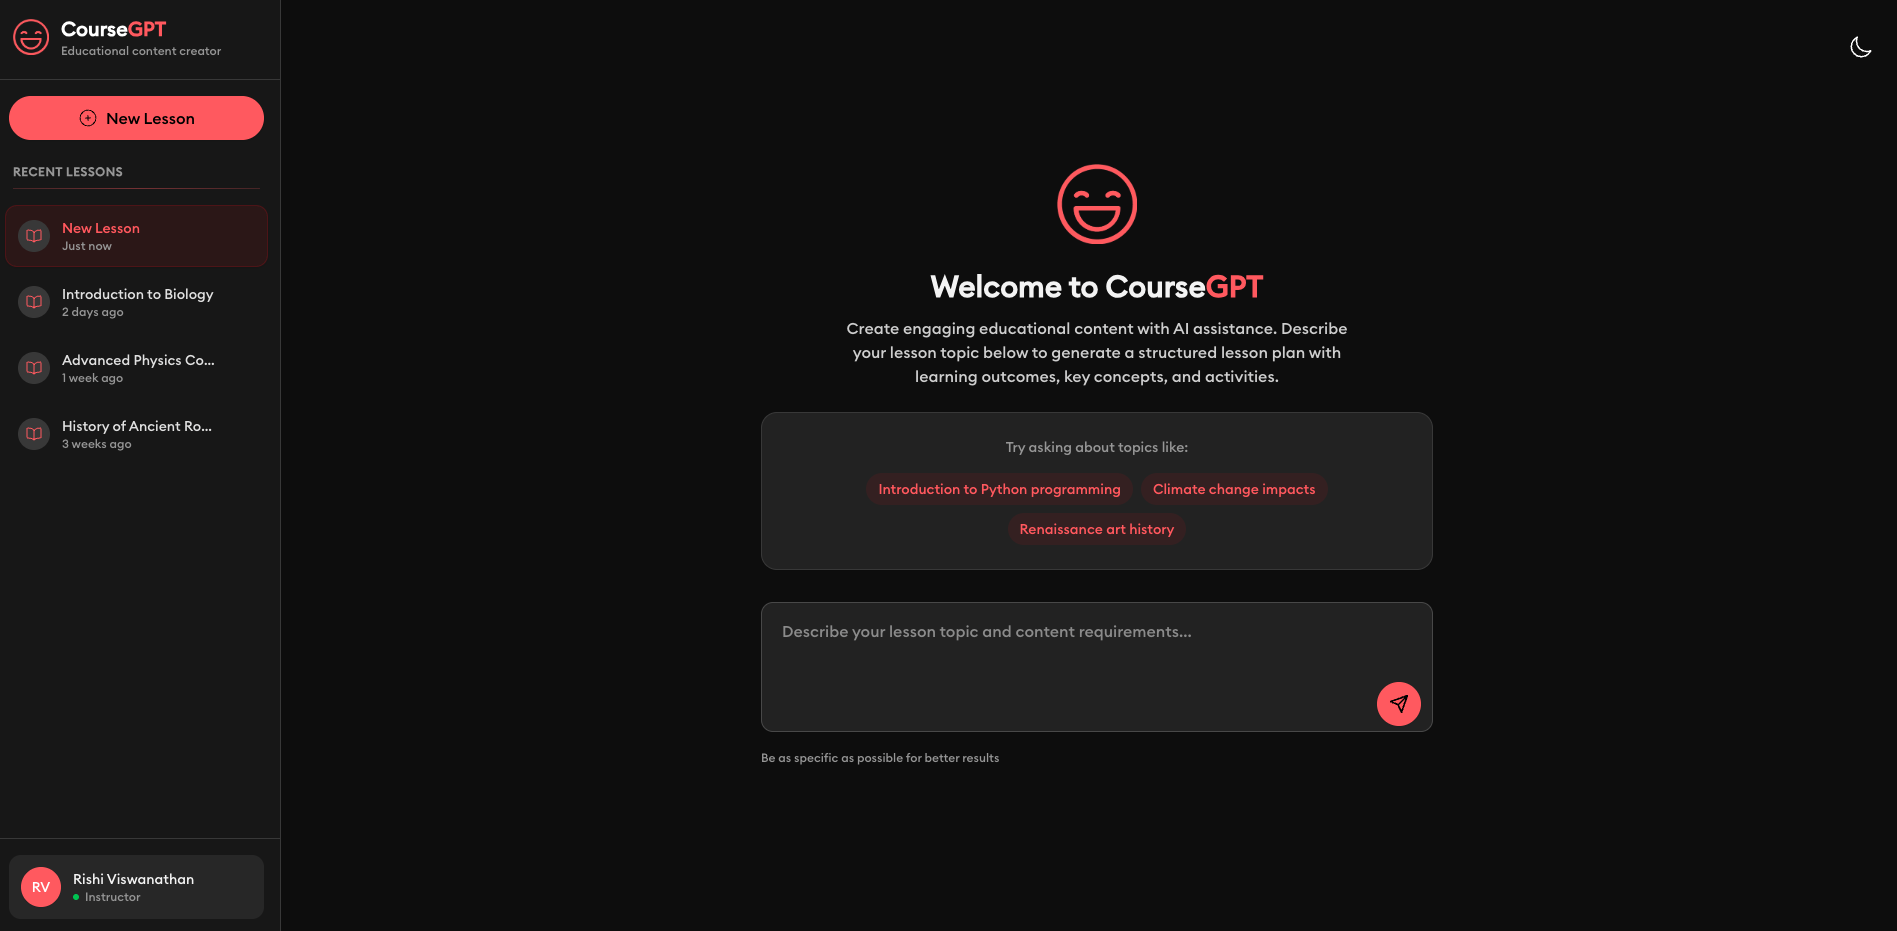 CourseGPT
Educational content creator
New Lesson
RECENT LESSONS
New Lesson
Just now
Introduction to Biology
2 days ago
Advanced Physics Co...
1 week ago
History of Ancient Ro...
3 weeks ago
RV
Rishi Viswanathan
Instructor
Welcome to CourseGPT
Create engaging educational content with AI assistance. Describe
your lesson topic below to generate a structured lesson plan with
learning outcomes, key concepts, and activities.
Try asking about topics like:
Introduction to Python programming
Climate change impacts
Renaissance art history
Describe your lesson topic and content requirements...
Be as specific as possible for better results